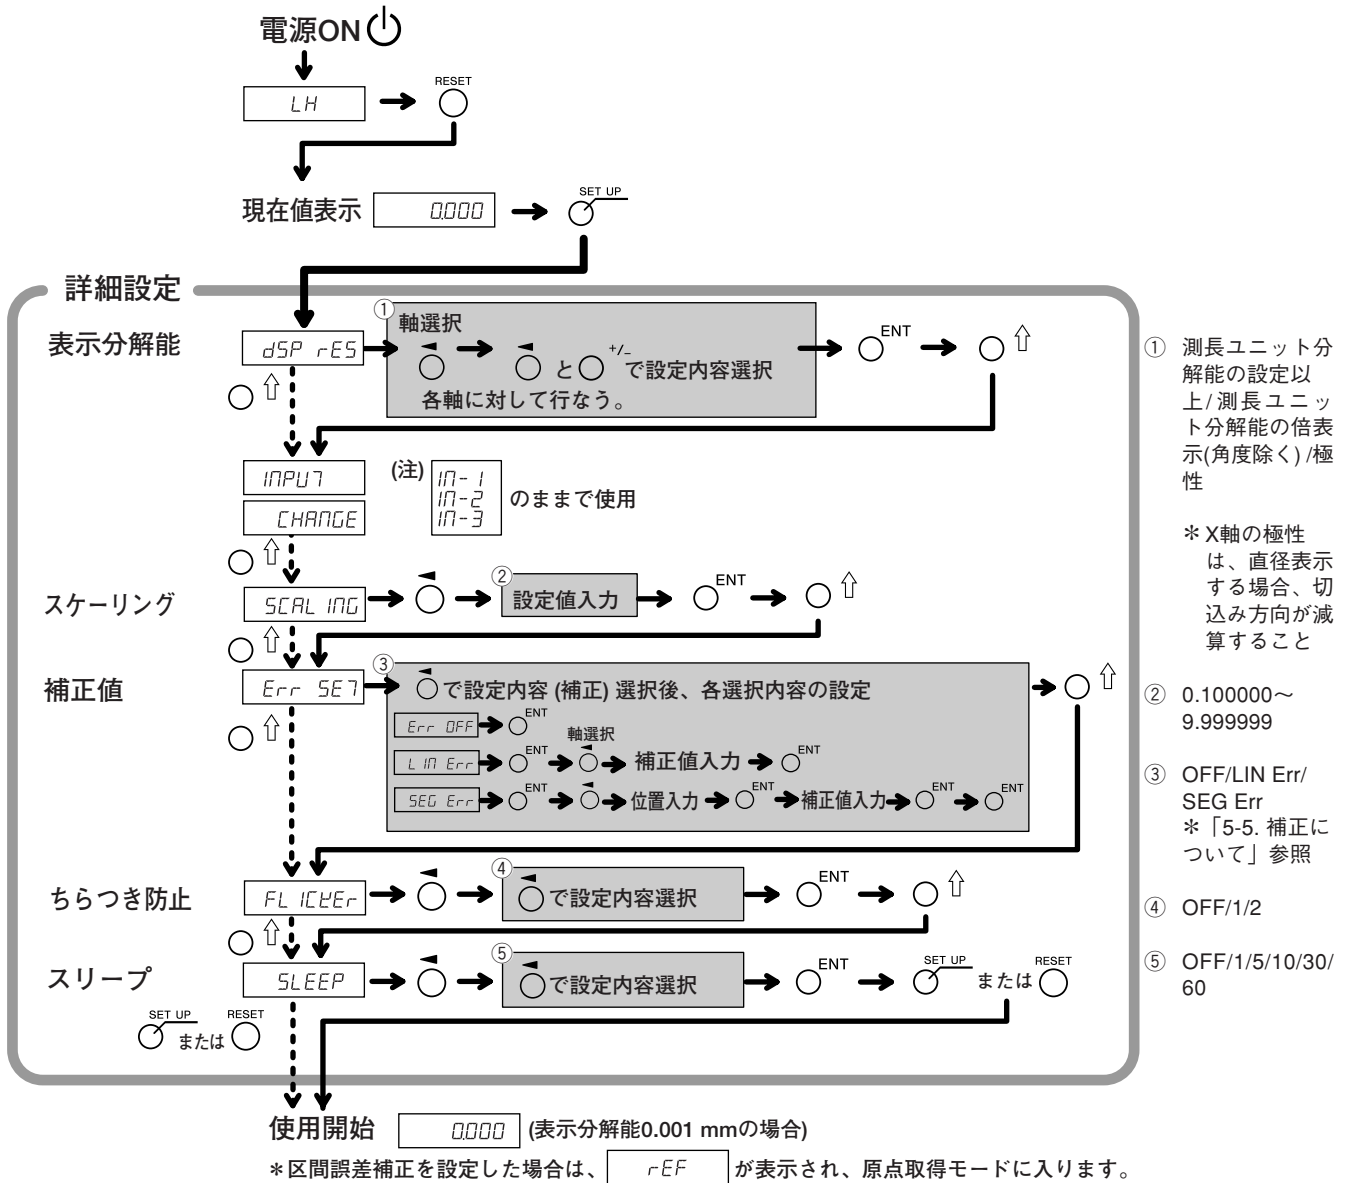 電源ON
LH
RESET
現在値表示 0.000
SET UP
詳細設定
表示分解能
dSP rES
① 軸選択
と +/- で設定内容選択
各軸に対して行なう。
ENT
INPUT
CHANGE
(注) IN-1
IN-2
IN-3
のままで使用
スケーリング
SCALING
② 設定値入力
ENT
補正値
Err SET
③ で設定内容 (補正) 選択後、各選択内容の設定
Err OFF ENT
LIN Err ENT 軸選択 補正値入力 ENT
SEG Err ENT 位置入力 ENT 補正値入力 ENT ENT
ちらつき防止
FLICKEr
④ で設定内容選択
ENT
スリープ
SLEEP
⑤ で設定内容選択
ENT
SET UP または RESET
SET UP または RESET
使用開始 0.000 (表示分解能0.001 mmの場合)
＊区間誤差補正を設定した場合は、 rEF が表示され、原点取得モードに入ります。
① 測長ユニット分
解能の設定以
上/測長ユニッ
ト分解能の倍表
示(角度除く) /極
性
＊X軸の極性
は、直径表示
する場合、切
込み方向が減
算すること
② 0.100000～
9.999999
③ OFF/LIN Err/
SEG Err
＊「5-5. 補正に
ついて」参照
④ OFF/1/2
⑤ OFF/1/5/10/30/
60